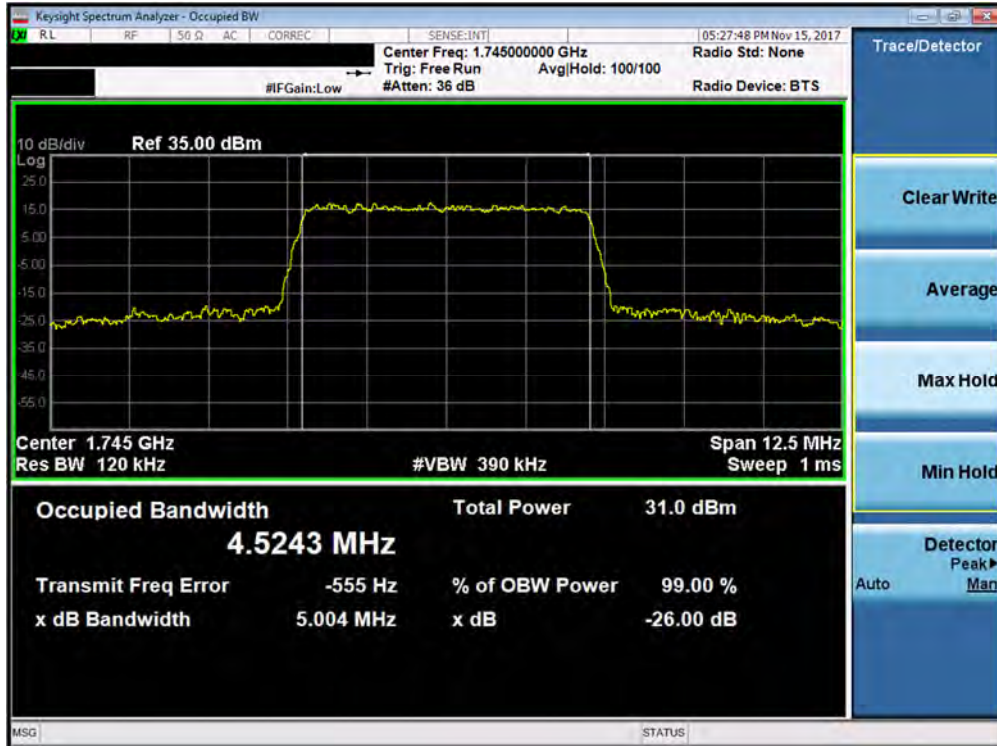 Keysight Spectrum Analyzer - Occupied BW
LXI RL RF 50 Ω AC CORREC SENSE:INT 05:27:48 PM Nov 15, 2017
Center Freq: 1.745000000 GHz Radio Std: None
Trig: Free Run Avg|Hold: 100/100
#IFGain:Low #Atten: 36 dB Radio Device: BTS
Trace/Detector
10 dB/div Ref 35.00 dBm
Log
25.0
15.0
5.00
-5.00
-15.0
-25.0
-35.0
-45.0
-55.0
Center 1.745 GHz Span 12.5 MHz
Res BW 120 kHz #VBW 390 kHz Sweep 1 ms
Clear Write
Average
Max Hold
Min Hold
Detector
Peak▶
Auto Man
Occupied Bandwidth Total Power 31.0 dBm
4.5243 MHz
Transmit Freq Error -555 Hz % of OBW Power 99.00 %
x dB Bandwidth 5.004 MHz x dB -26.00 dB
MSG STATUS